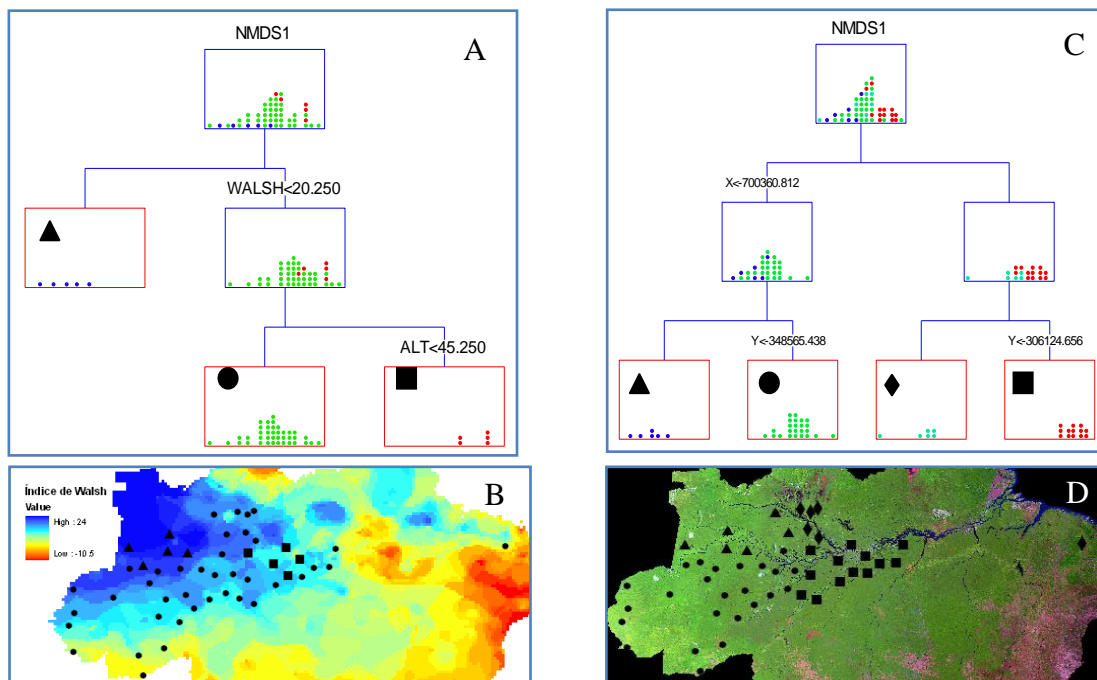 NMDS1
A
WALSH<20.250
ALT<45.250
NMDS1
C
X<-700360.812
Y<-348565.438
Y<-306124.656
Índice de Walsh
Value
High : 24
Low : -10.5
B
D